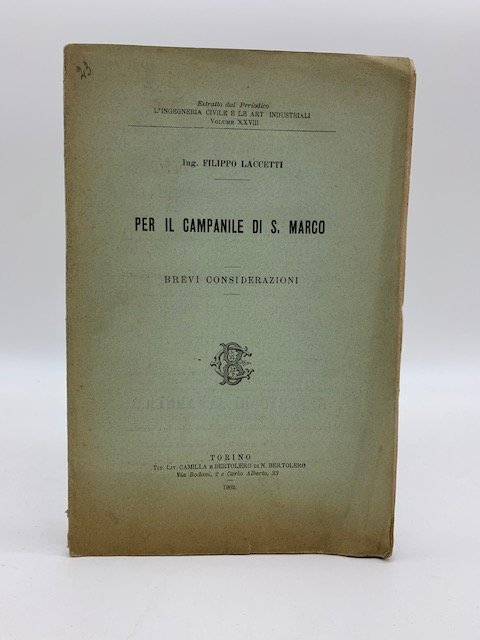 23
Estratto dal Periodico
L'INGEGNERIA CIVILE E LE ART INDUSTRIALI
VOLUME XXVIII
Ing. FILIPPO LACCETTI
PER IL CAMPANILE DI S. MARCO
BREVI CONSIDERAZIONI
TORINO
TIP. LIT. CAMILLA E BERTOLERO DI N. BERTOLERO
Via Bodoni, 2 e Carlo Alberto, 33
1902.